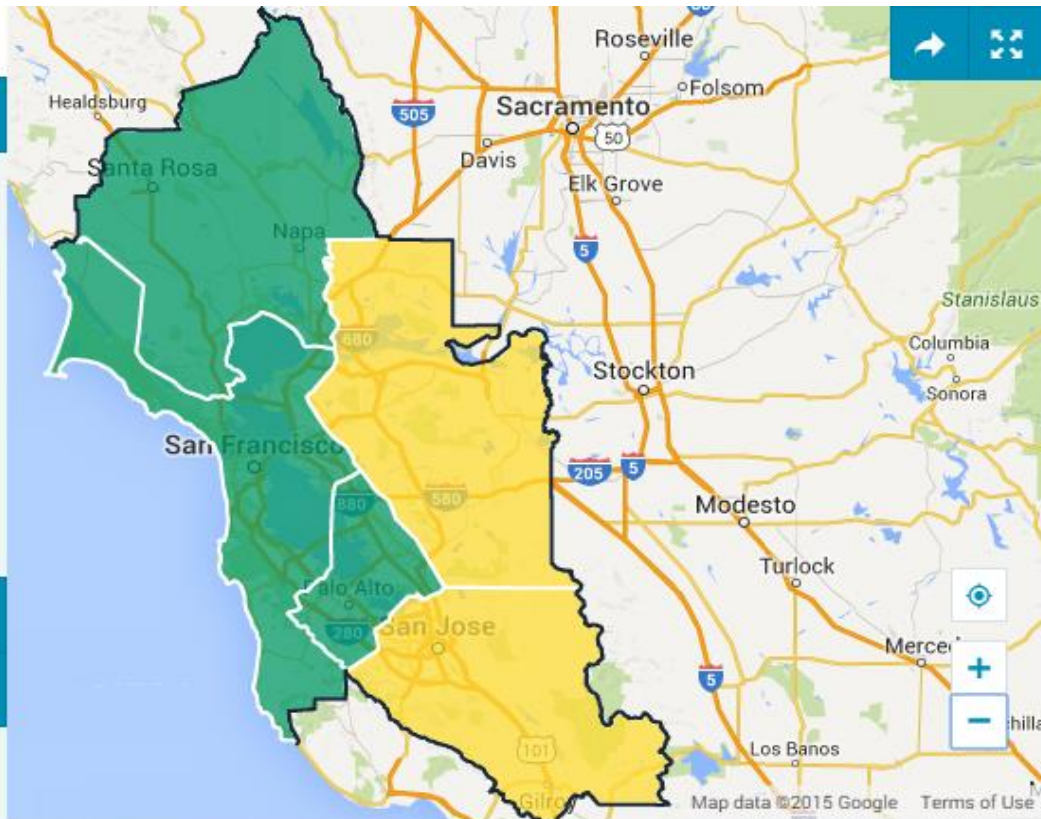 Roseville
Healdsburg
Folsom
505
Sacramento
50
Davis
Santa Rosa
Elk Grove
Napa
5
Stanislaus
680
Columbia
Stockton
Sonora
San Francisco
205
5
880
580
Modesto
Palo Alto
Turlock
280
San Jose
Merced
5
101
Los Banos
Gilroy
Map data ©2015 Google
Terms of Use